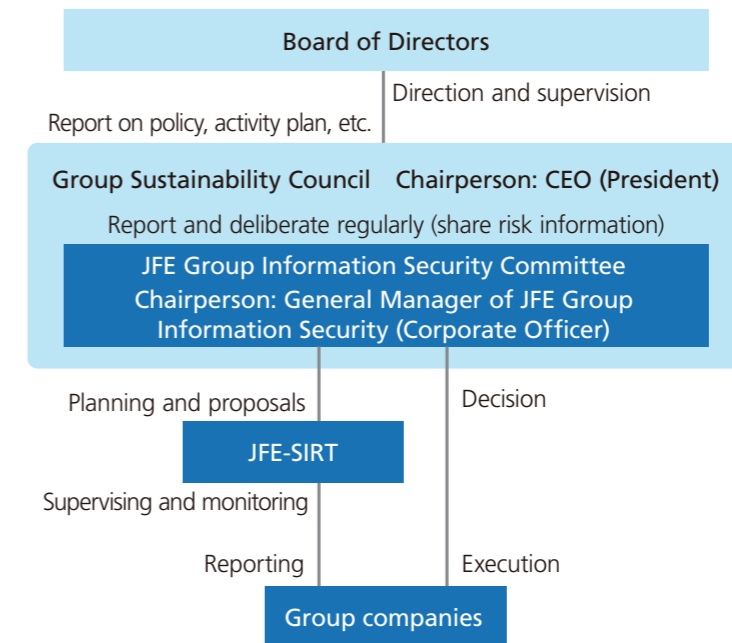 Board of Directors
Direction and supervision
Report on policy, activity plan, etc.
Group Sustainability Council Chairperson: CEO (President)
Report and deliberate regularly (share risk information)
JFE Group Information Security Committee
Chairperson: General Manager of JFE Group
Information Security (Corporate Officer)
Planning and proposals
Decision
JFE-SIRT
Supervising and monitoring
Reporting
Execution
Group companies